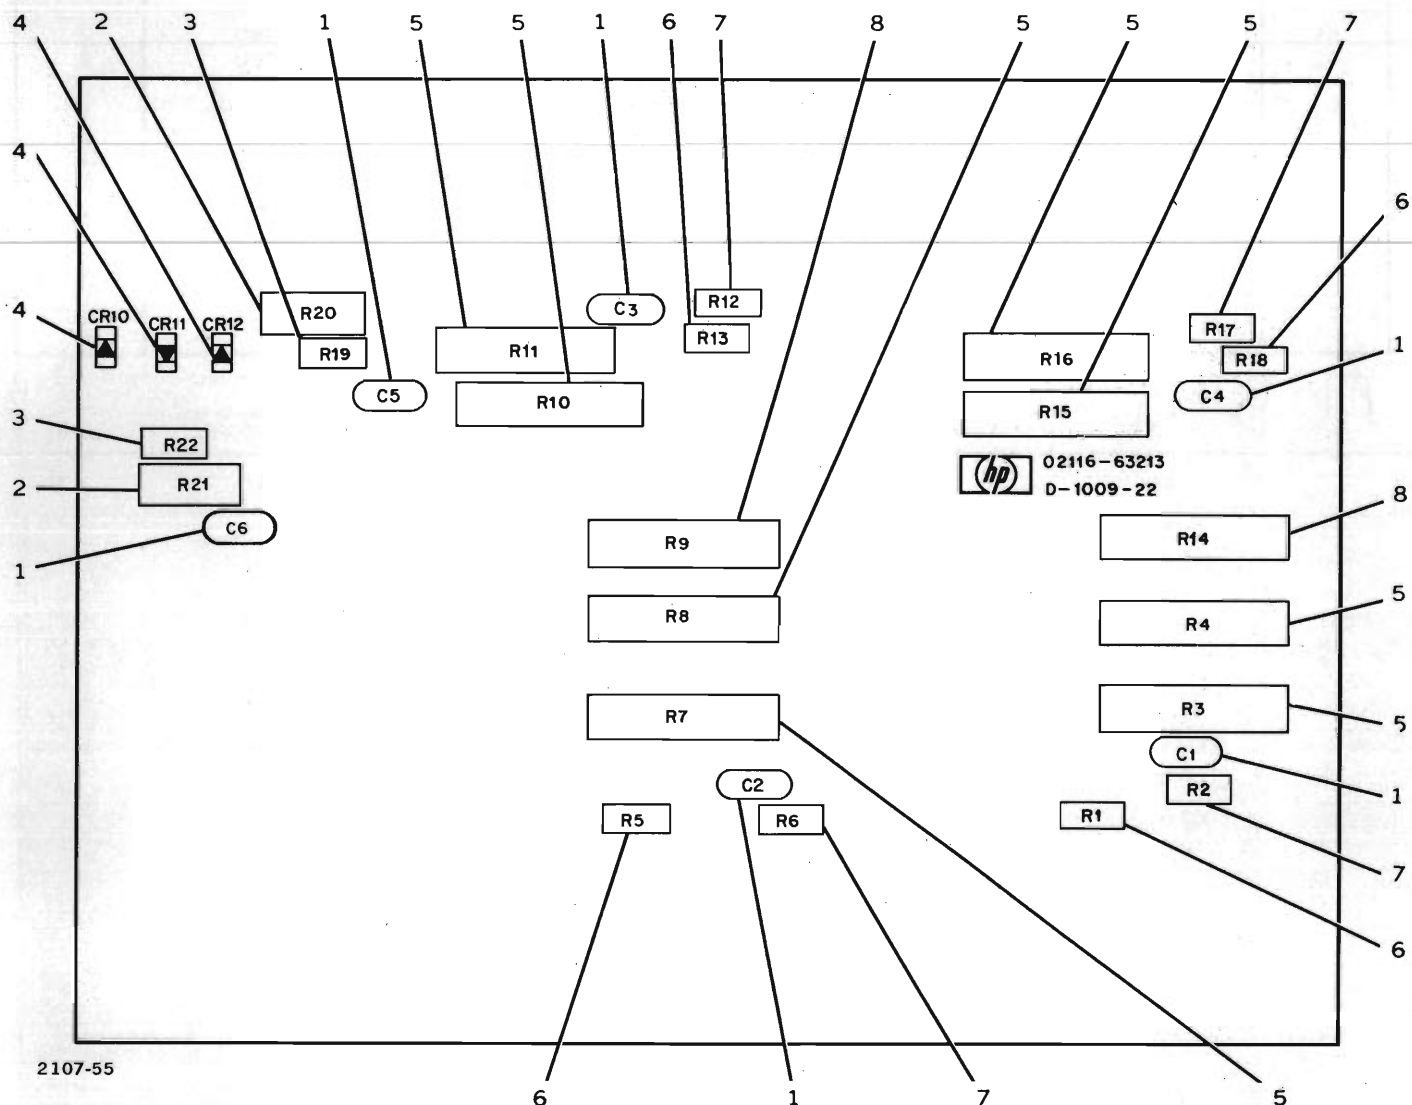 4 2 3 1 5 5 1 6 7 8 5 5 5 7
4
6
4 CR10 CR11 CR12 R20 C3 R12
R19 R11 R13 R16 R17 R18 1
C5 R10 R15 C4
3 R22
hp 02116-63213
2 R21 D-1009-22
8
C6 R9 R14
1
R8 R4 5
R7 R3 5
C1
C2 R2 1
R5 R6 R1
7
6
2107-55
6 1 7 5